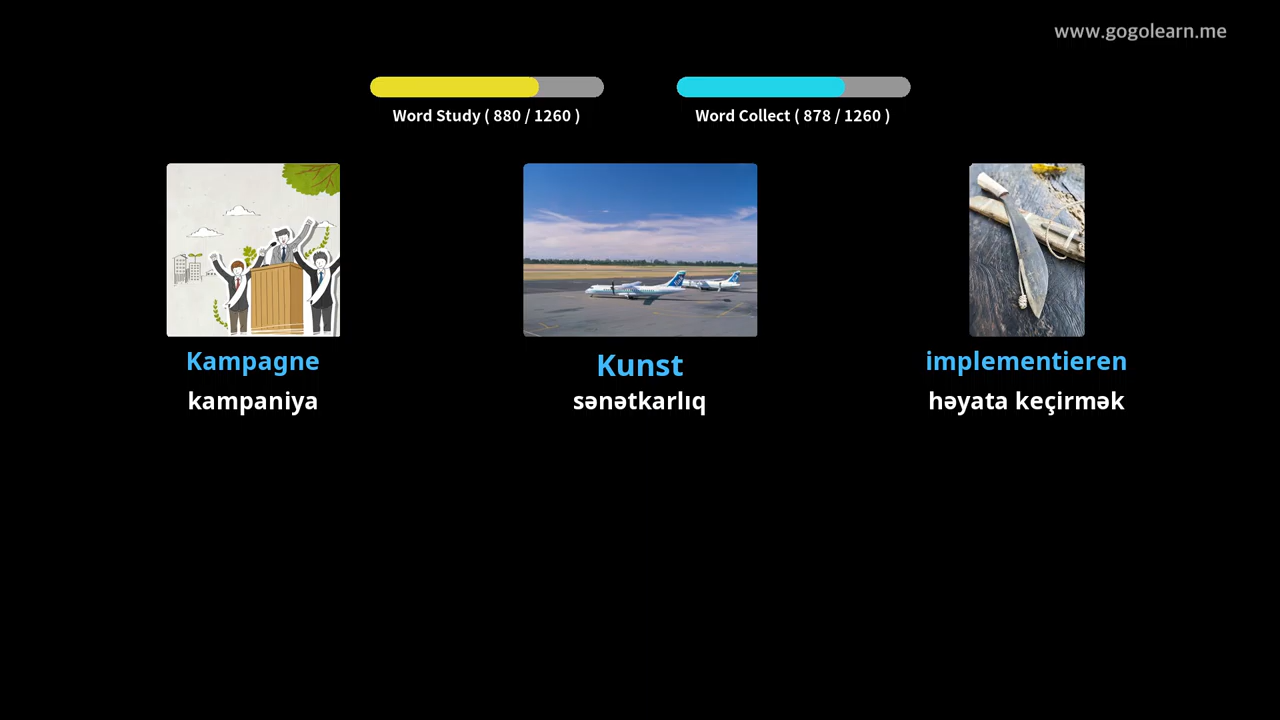 www.gogolearn.me
Word Study ( 880 / 1260 )
Word Collect ( 878 / 1260 )
Kampagne
kampaniya
Kunst
sənətkarlıq
implementieren
həyata keçirmək